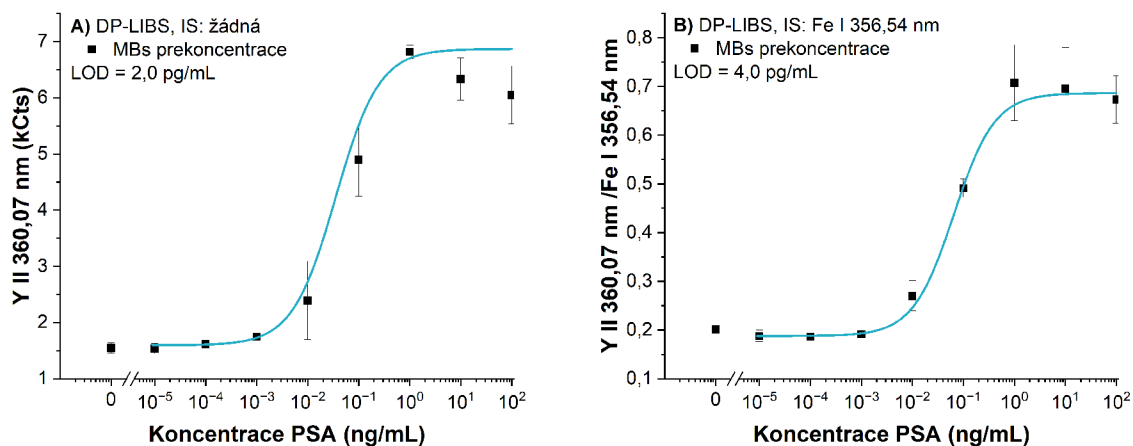 A) DP-LIBS, IS: žádná
MBs prekoncentrace
LOD = 2,0 pg/mL
Y II 360,07 nm (kCts)
7
6
5
4
3
2
1
0 10⁻⁵ 10⁻⁴ 10⁻³ 10⁻² 10⁻¹ 10⁰ 10¹ 10²
Koncentrace PSA (ng/mL)
B) DP-LIBS, IS: Fe I 356,54 nm
MBs prekoncentrace
LOD = 4,0 pg/mL
Y II 360,07 nm /Fe I 356,54 nm
0,8
0,7
0,6
0,5
0,4
0,3
0,2
0,1
0 10⁻⁵ 10⁻⁴ 10⁻³ 10⁻² 10⁻¹ 10⁰ 10¹ 10²
Koncentrace PSA (ng/mL)